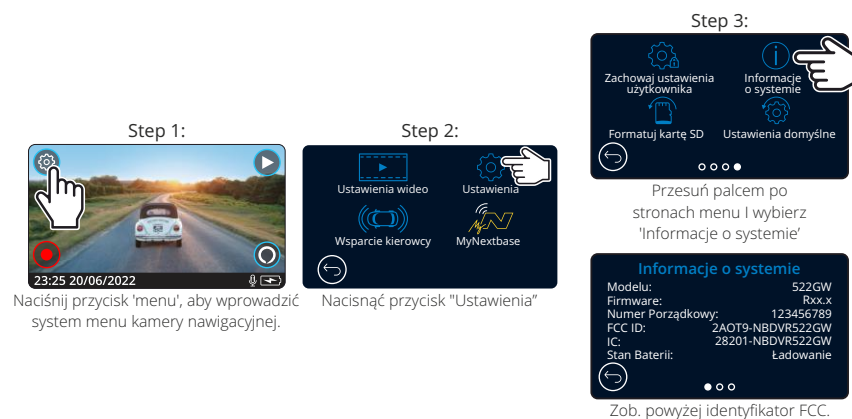 Step 1:
23:25 20/06/2022
Naciśnij przycisk 'menu', aby wprowadzić
system menu kamery nawigacyjnej.
Step 2:
Ustawienia wideo
Ustawienia
Wsparcie kierowcy
MyNextbase
Nacisnąć przycisk "Ustawienia”
Step 3:
Zachowaj ustawienia
użytkownika
Informacje
o systemie
Formatuj kartę SD
Ustawienia domyślne
Przesuń palcem po
stronach menu I wybierz
'Informacje o systemie’
Informacje o systemie
Modelu: 522GW
Firmware: Rxx.x
Numer Porządkowy: 123456789
FCC ID: 2AOT9-NBDVR522GW
IC: 28201-NBDVR522GW
Stan Baterii: Ładowanie
Zob. powyżej identyfikator FCC.